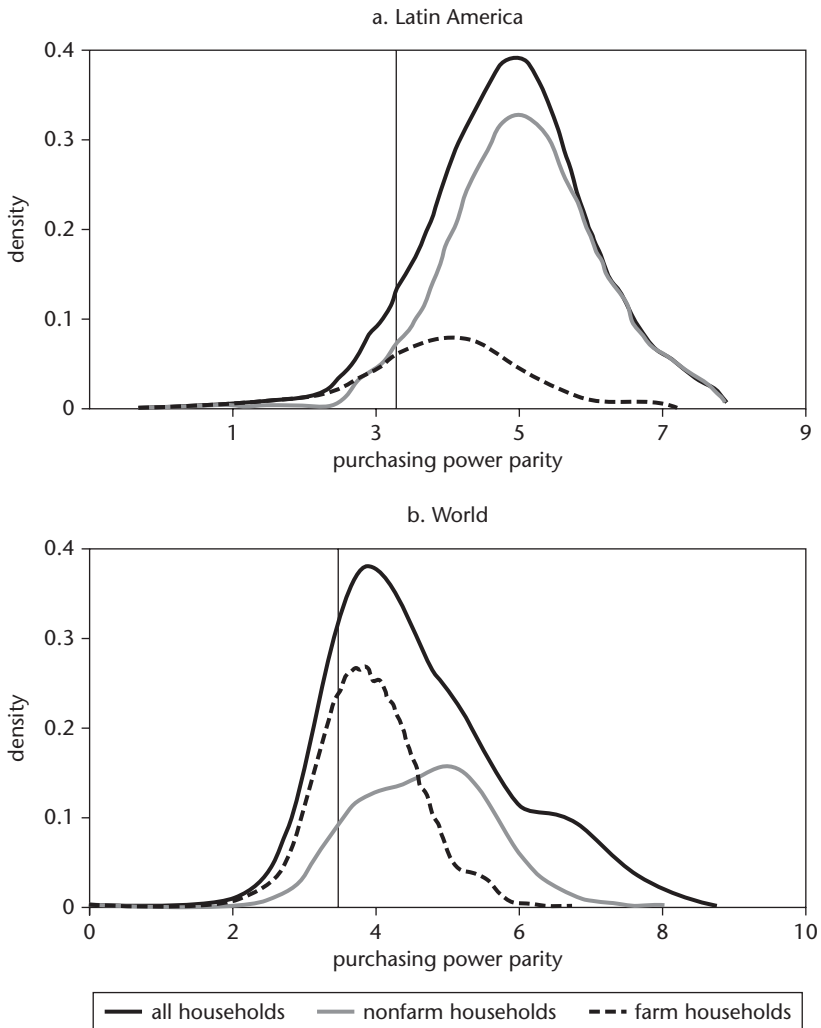 a. Latin America
0.4
0.3
0.2
0.1
0
density
1 3 5 7 9
purchasing power parity
b. World
0.4
0.3
0.2
0.1
0
density
0 2 4 6 8 10
purchasing power parity
all households nonfarm households farm households